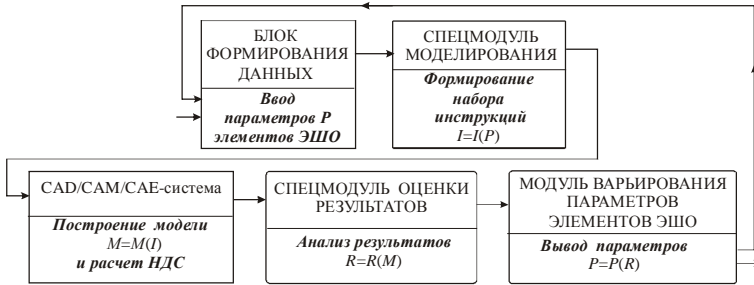 БЛОК
ФОРМИРОВАНИЯ
ДАННЫХ
Ввод
параметров P
элементов ЭШО
СПЕЦМОДУЛЬ
МОДЕЛИРОВАНИЯ
Формирование
набора
инструкций
I=I(P)
CAD/CAM/CAE-система
Построение модели
M=M(I)
и расчет НДС
СПЕЦМОДУЛЬ ОЦЕНКИ
РЕЗУЛЬТАТОВ
Анализ результатов
R=R(M)
МОДУЛЬ ВАРЬИРОВАНИЯ
ПАРАМЕТРОВ
ЭЛЕМЕНТОВ ЭШО
Вывод параметров
P=P(R)